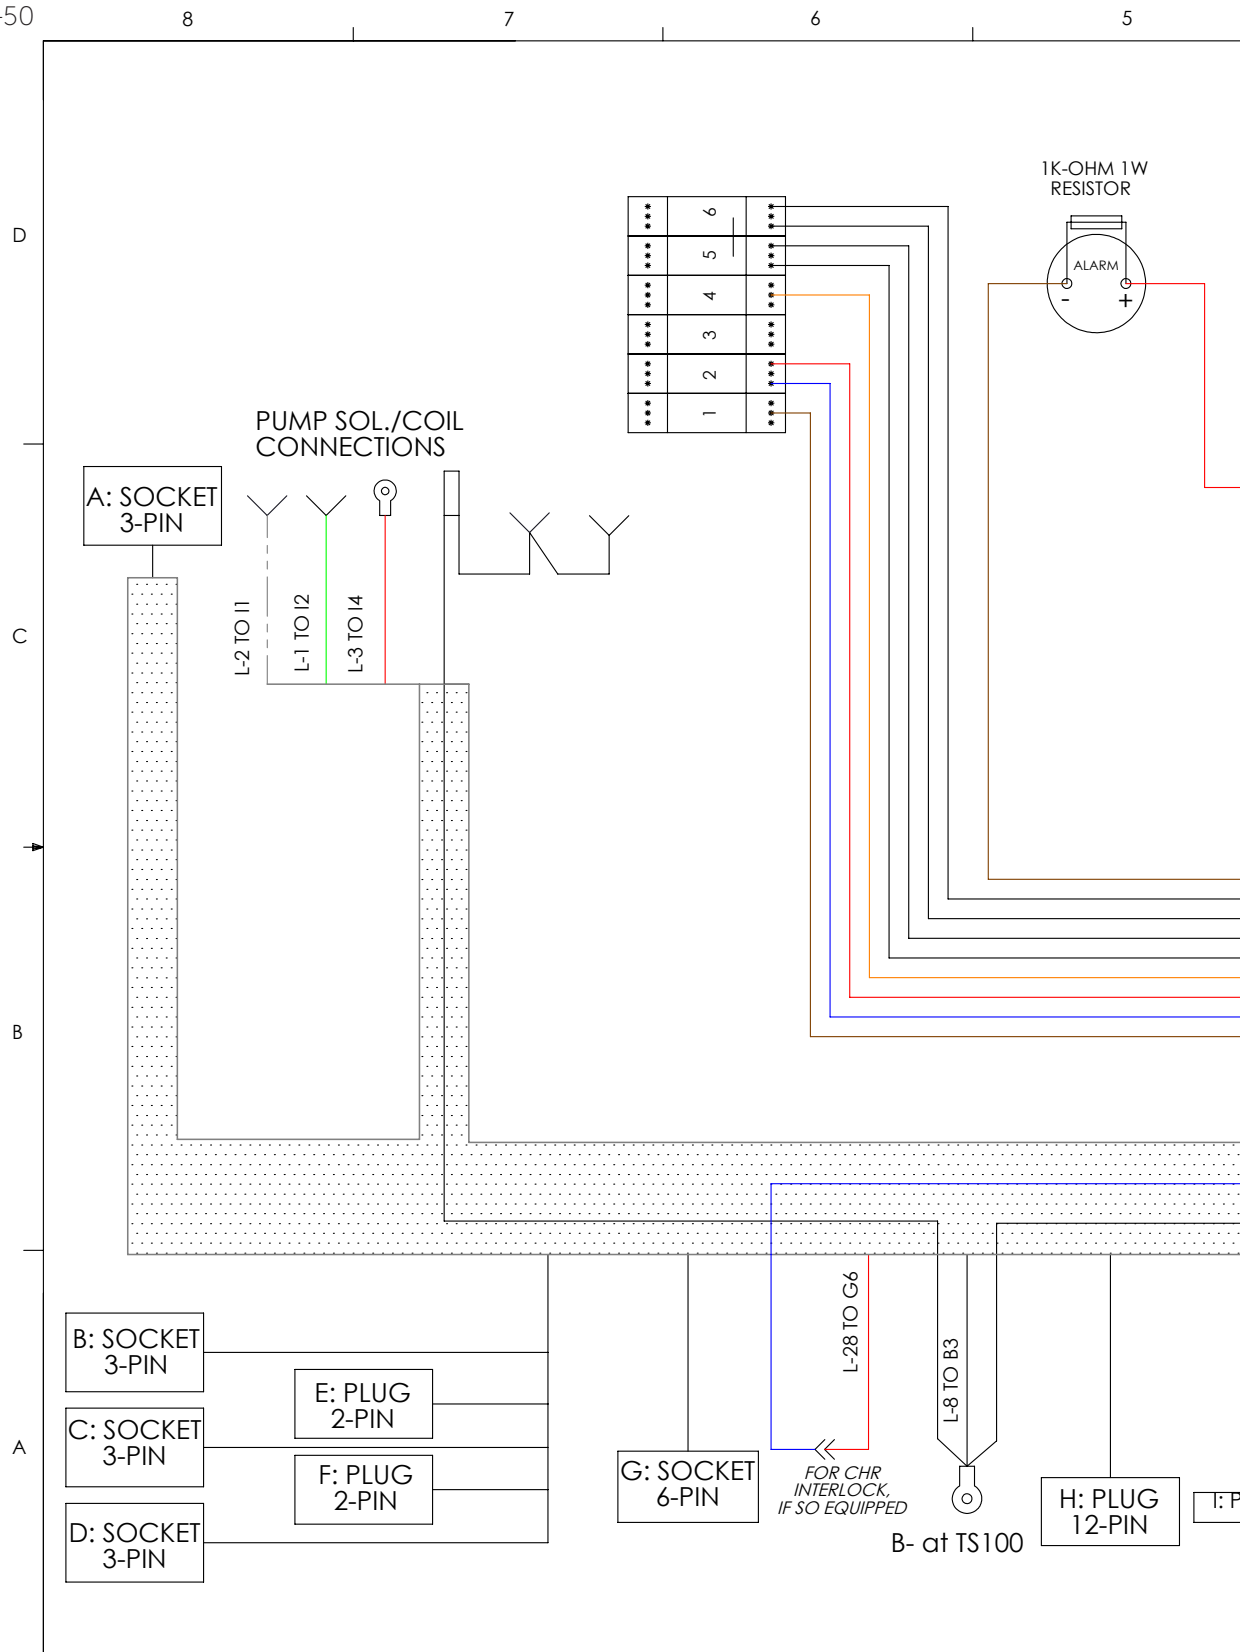 -50
8
7
6
5
1K-OHM 1W
RESISTOR
D
6
5
ALARM
4
-
+
3
2
1
PUMP SOL./COIL
CONNECTIONS
A: SOCKET
3-PIN
C
L-2 TO I1
L-1 TO I2
L-3 TO I4
B
L-28 TO G6
B: SOCKET
3-PIN
L-8 TO B3
E: PLUG
2-PIN
C: SOCKET
3-PIN
A
F: PLUG
2-PIN
G: SOCKET
6-PIN
FOR CHR
INTERLOCK,
IF SO EQUIPPED
H: PLUG
12-PIN
I: P
D: SOCKET
3-PIN
B- at TS100